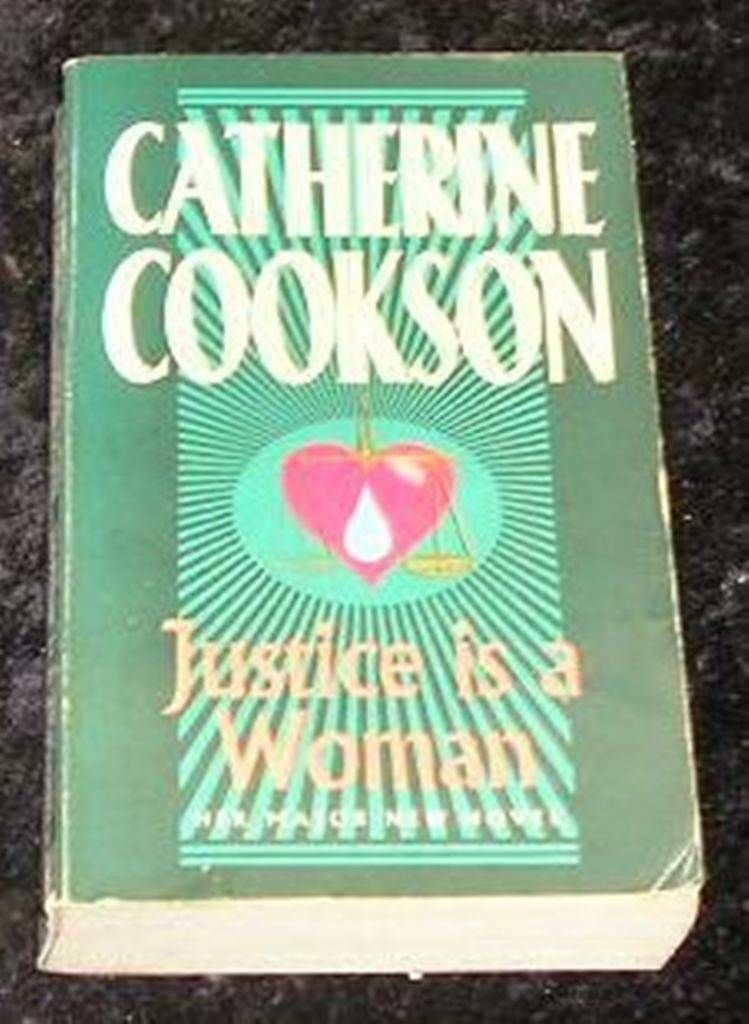 CATHERINE
COOKSON
Justice is a
Woman
HER MAJOR NEW NOVEL